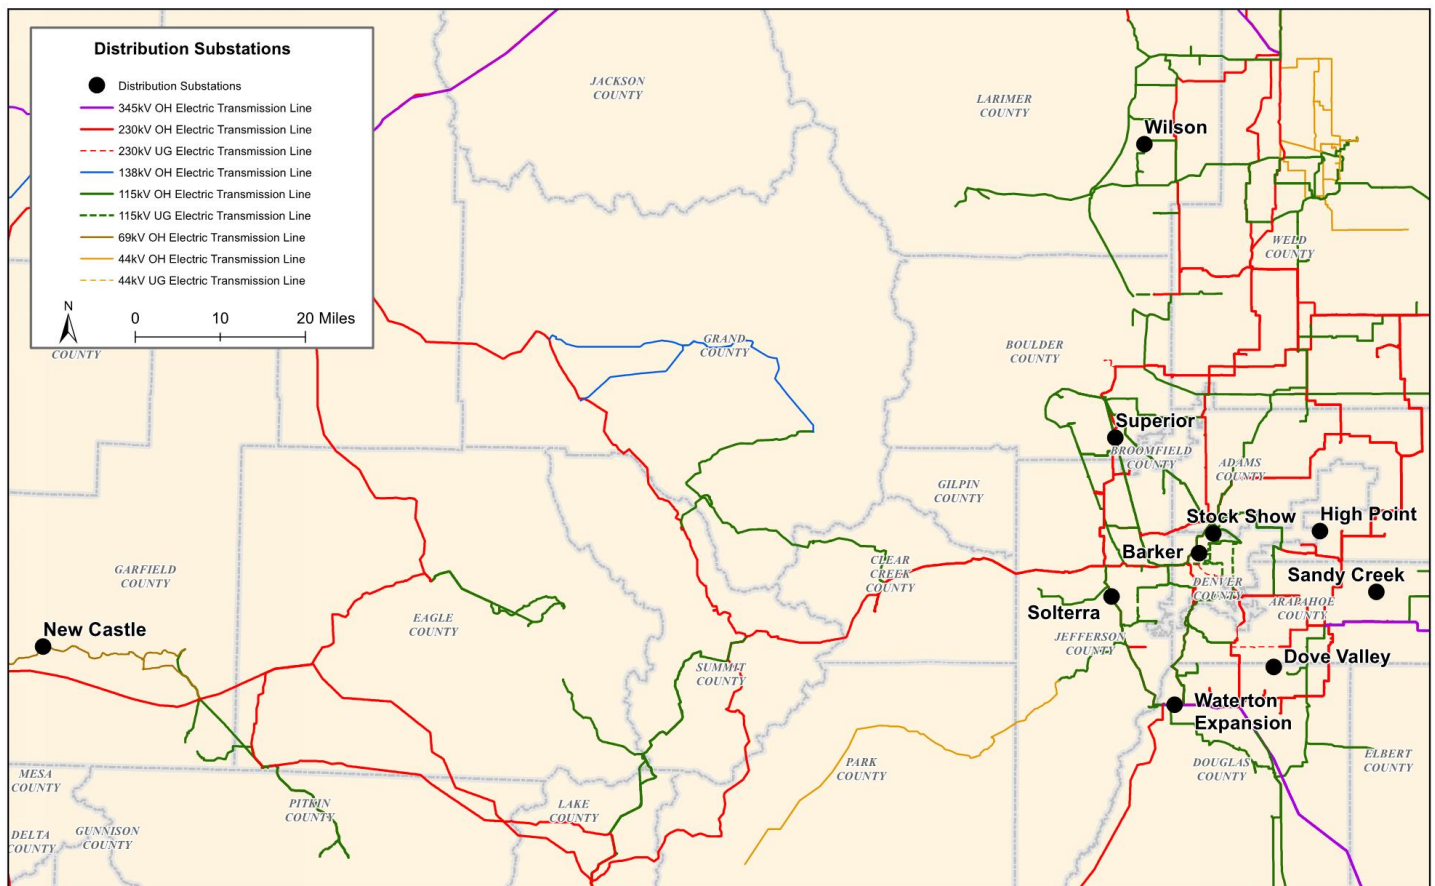 Distribution Substations
Distribution Substations
345kV OH Electric Transmission Line
230kV OH Electric Transmission Line
230kV UG Electric Transmission Line
138kV OH Electric Transmission Line
115kV OH Electric Transmission Line
115kV UG Electric Transmission Line
69kV OH Electric Transmission Line
44kV OH Electric Transmission Line
44kV UG Electric Transmission Line
N
0 10 20 Miles
COUNTY
JACKSON
COUNTY
LARIMER
COUNTY
Wilson
WELD
COUNTY
GRAND
COUNTY
BOULDER
COUNTY
Superior
BROOMFIELD
COUNTY
ADAMS
COUNTY
GILPIN
COUNTY
Stock Show
High Point
Barker
CLEAR
CREEK
COUNTY
GARFIELD
COUNTY
Sandy Creek
DENVER
COUNTY
ARAPAHOE
COUNTY
Solterra
EAGLE
COUNTY
New Castle
JEFFERSON
COUNTY
Dove Valley
SUMMIT
COUNTY
Waterton
Expansion
PARK
COUNTY
DOUGLAS
COUNTY
ELBERT
COUNTY
MESA
COUNTY
PITKIN
COUNTY
LAKE
COUNTY
DELTA
COUNTY
GUNNISON
COUNTY